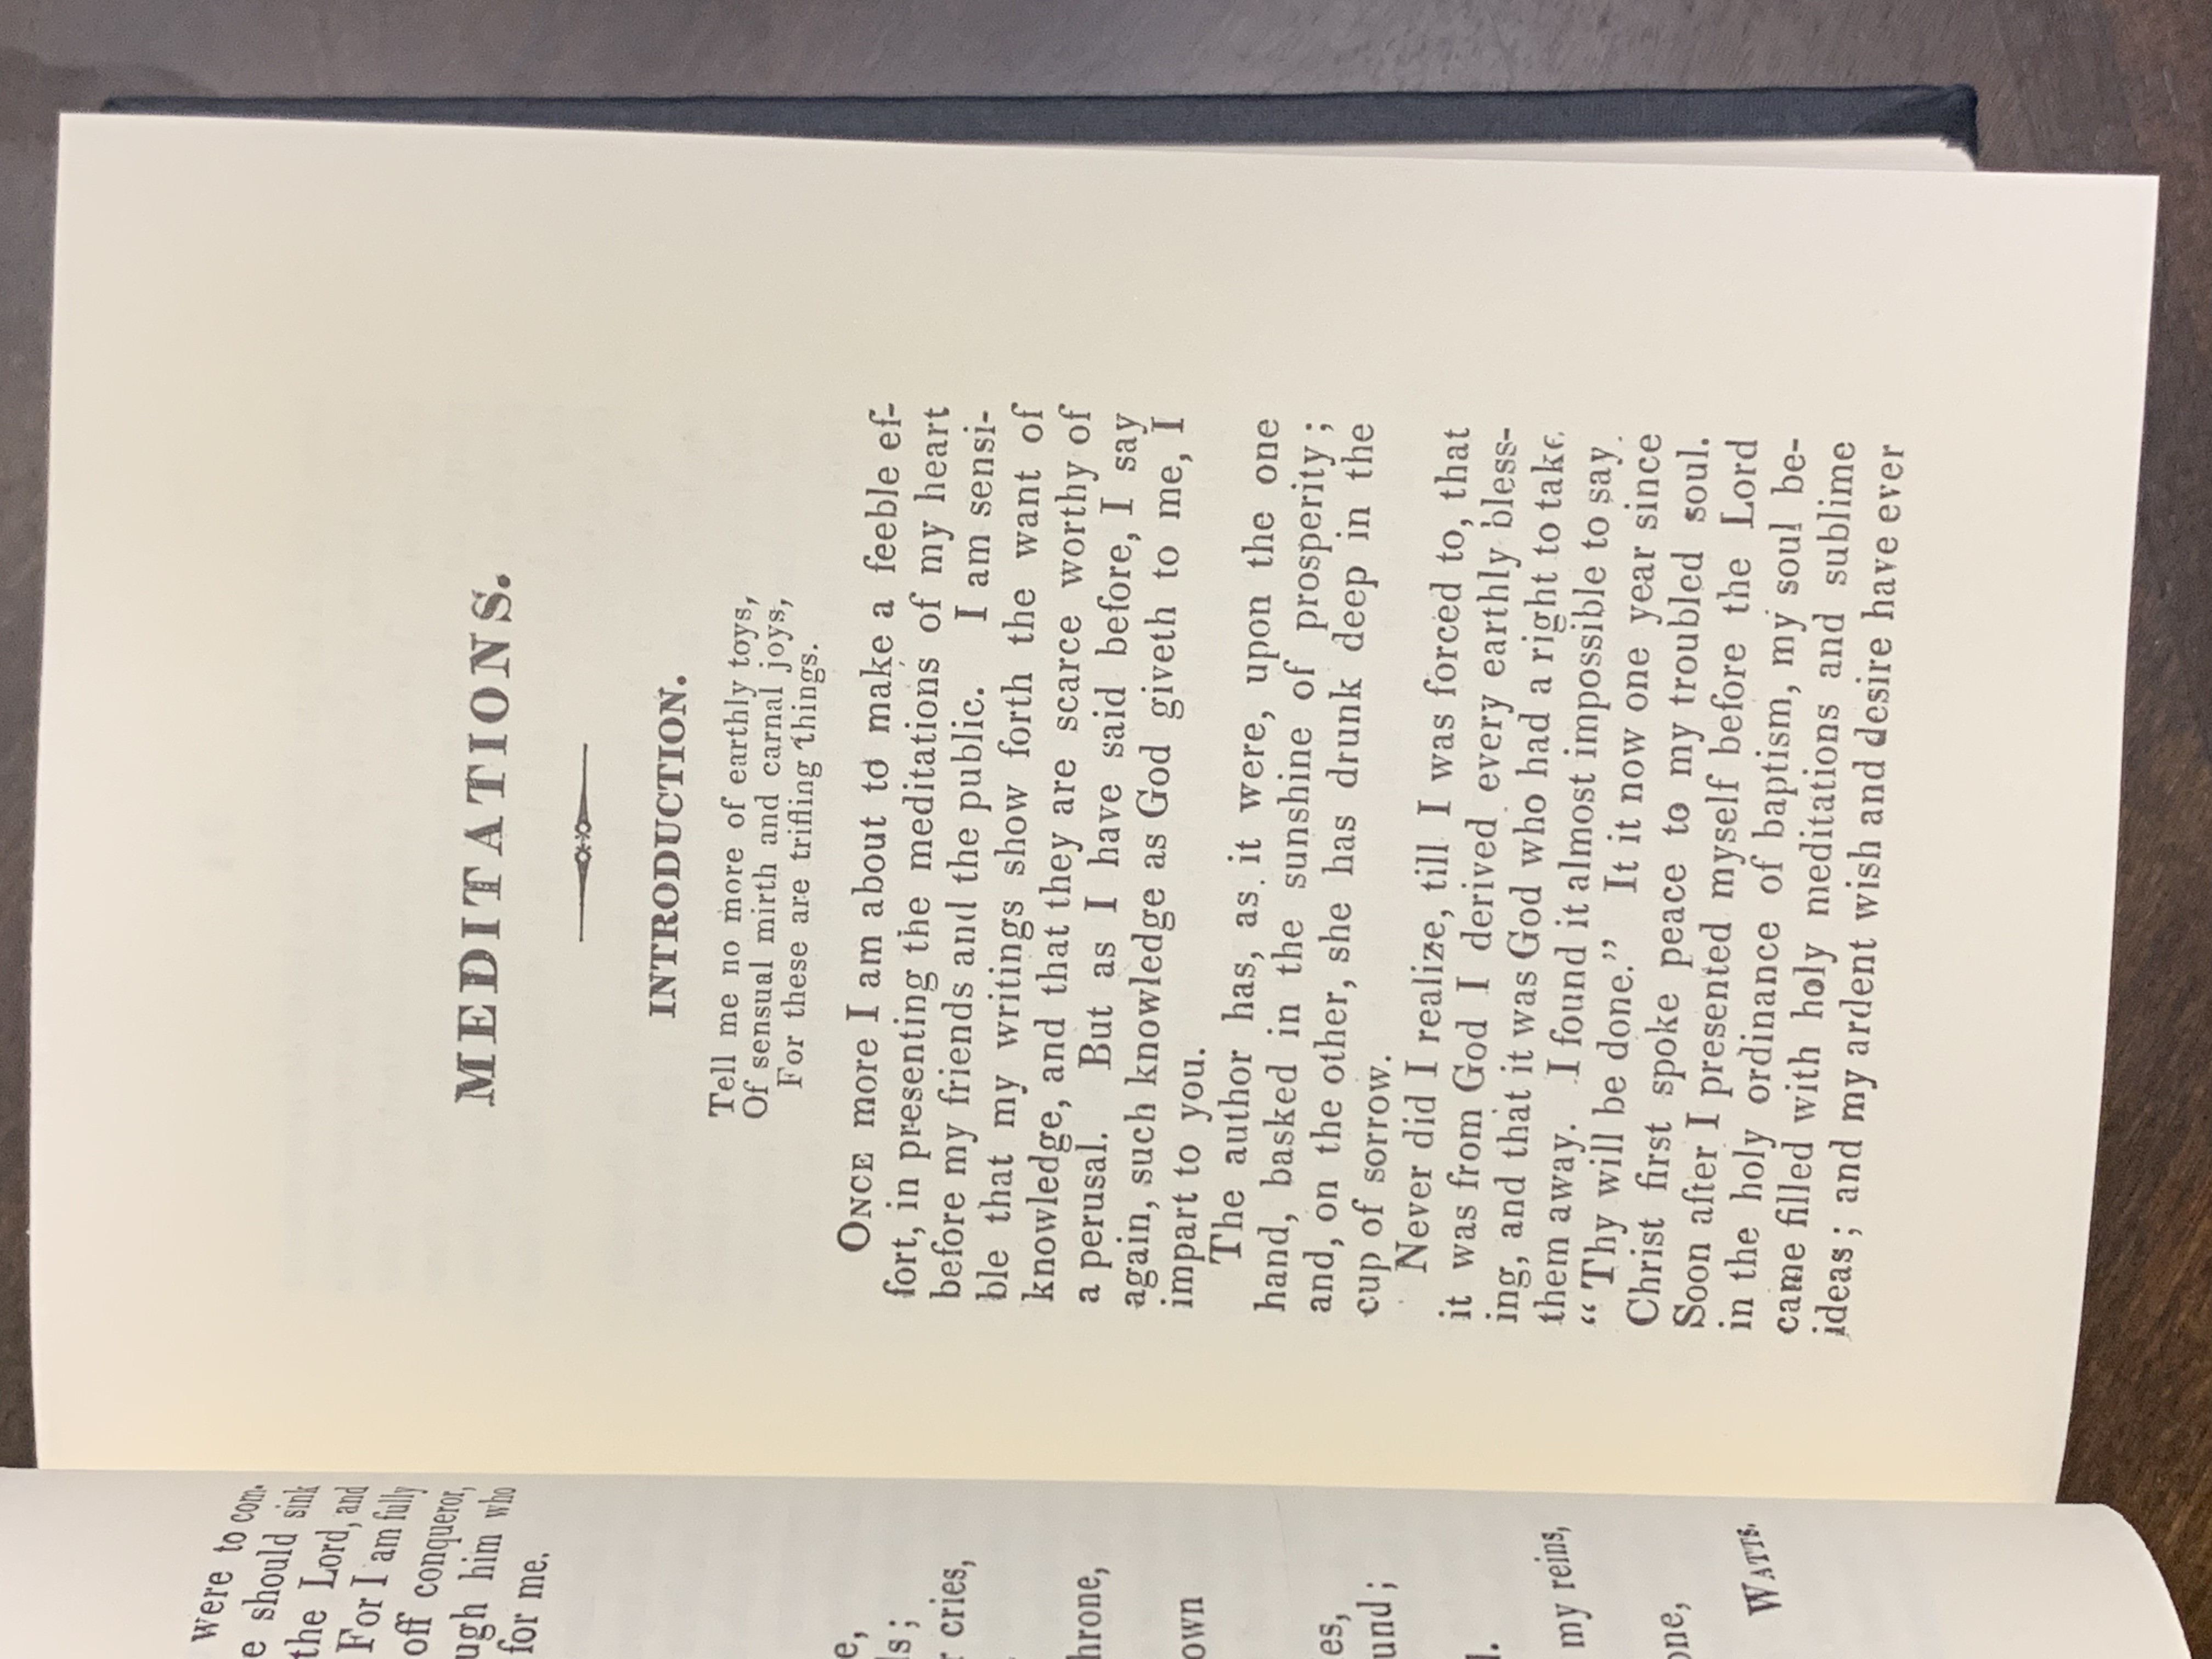 were to com-
e should sink
the Lord, and
For I am fully
off conqueror,
ugh him who
for me.
e,
ls;
r cries,
hrone,
own
es,
und;
l.
my reins,
one,
WATTS.
MEDITATIONS.
INTRODUCTION.
Tell me no more of earthly toys,
Of sensual mirth and carnal joys,
For these are trifling things.
ONCE more I am about to make a feeble ef-
fort, in presenting the meditations of my heart
before my friends and the public. I am sensi-
ble that my writings show forth the want of
knowledge, and that they are scarce worthy of
a perusal. But as I have said before, I say
again, such knowledge as God giveth to me, I
impart to you.
The author has, as it were, upon the one
hand, basked in the sunshine of prosperity;
and, on the other, she has drunk deep in the
cup of sorrow.
Never did I realize, till I was forced to, that
it was from God I derived every earthly bless-
ing, and that it was God who had a right to take
them away. I found it almost impossible to say,
"Thy will be done." It it now one year since
Christ first spoke peace to my troubled soul.
Soon after I presented myself before the Lord
in the holy ordinance of baptism, my soul be-
came filled with holy meditations and sublime
ideas; and my ardent wish and desire have ever